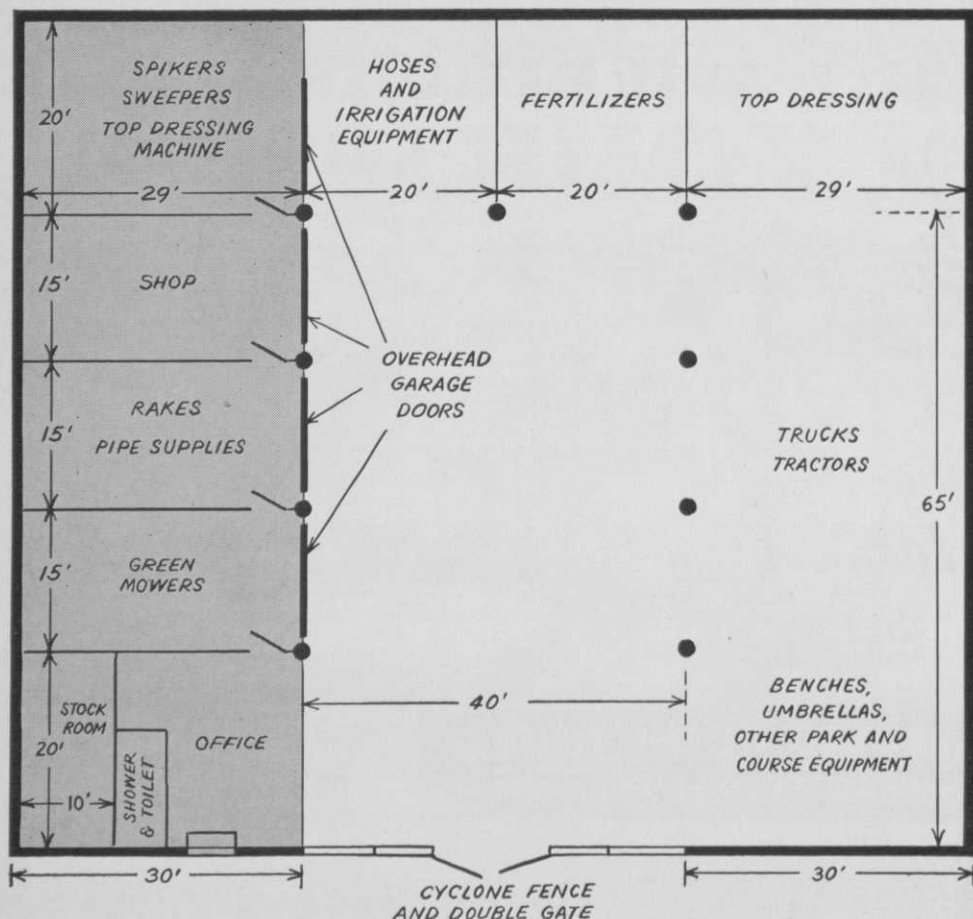 SPIKERS
SWEEPERS
TOP DRESSING
MACHINE
HOSES
AND
IRRIGATION
EQUIPMENT
FERTILIZERS
TOP DRESSING
20'
29'
20'
20'
29'
15'
SHOP
OVERHEAD
GARAGE
DOORS
15'
RAKES
PIPE SUPPLIES
TRUCKS
TRACTORS
65'
15'
GREEN
MOWERS
40'
STOCK
ROOM
20'
OFFICE
10'
SHOWER
& TOILET
BENCHES,
UMBRELLAS,
OTHER PARK AND
COURSE EQUIPMENT
30'
30'
CYCLONE FENCE
AND DOUBLE GATE